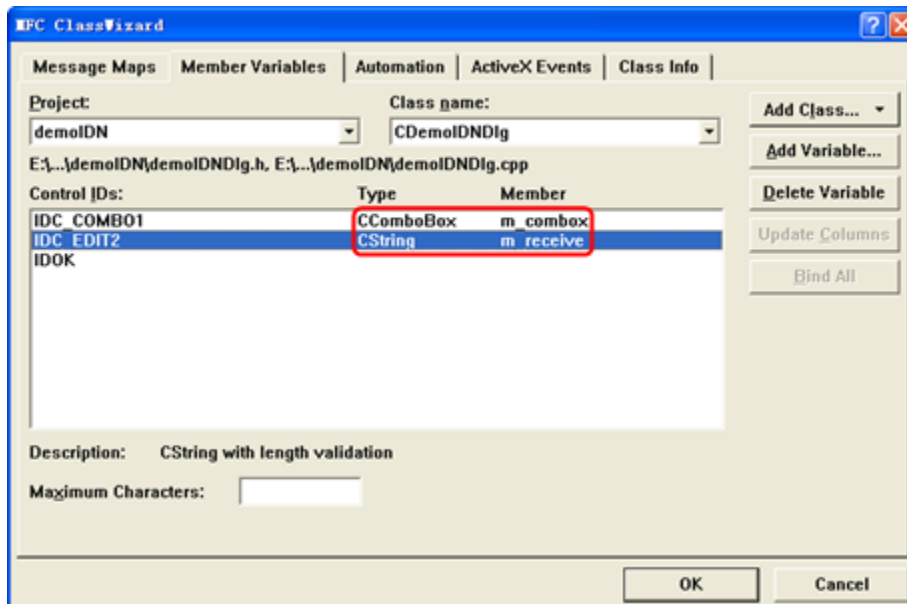 MFC ClassWizard
Message Maps Member Variables Automation ActiveX Events Class Info
Project: Class name:
demoIDN CDemoIDNDlg
Add Class...
E:\...\demoIDN\demoIDNDlg.h, E:\...\demoIDN\demoIDNDlg.cpp
Add Variable...
Control IDs: Type Member
Delete Variable
IDC_COMBO1 CComboBox m_combox
IDC_EDIT2 CString m_receive
Update Columns
IDOK
Bind All
Description: CString with length validation
Maximum Characters:
OK Cancel